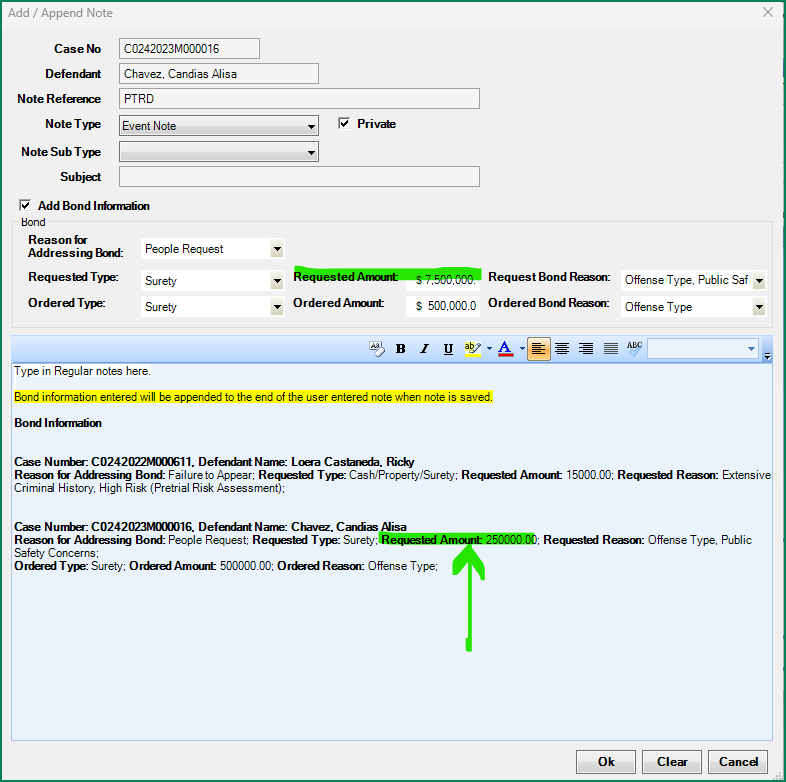 Add / Append Note
Case No C0242023M000016
Defendant Chavez, Candias Alisa
Note Reference PTRD
Note Type Event Note Private
Note Sub Type
Subject
Add Bond Information
Bond
Reason for
Addressing Bond: People Request
Requested Type: Surety Requested Amount: $ 7,500,000. Request Bond Reason: Offense Type, Public Saf
Ordered Type: Surety Ordered Amount: $ 500,000.0 Ordered Bond Reason: Offense Type
Aa B I U ab A ABC
Type in Regular notes here.
Bond information entered will be appended to the end of the user entered note when note is saved.
Bond Information
Case Number: C0242022M000611, Defendant Name: Loera Castaneda, Ricky
Reason for Addressing Bond: Failure to Appear; Requested Type: Cash/Property/Surety; Requested Amount: 15000.00; Requested Reason: Extensive
Criminal History, High Risk (Pretrial Risk Assessment);
Case Number: C0242023M000016, Defendant Name: Chavez, Candias Alisa
Reason for Addressing Bond: People Request; Requested Type: Surety; Requested Amount: 250000.00; Requested Reason: Offense Type, Public
Safety Concerns;
Ordered Type: Surety; Ordered Amount: 500000.00; Ordered Reason: Offense Type;
Ok Clear Cancel